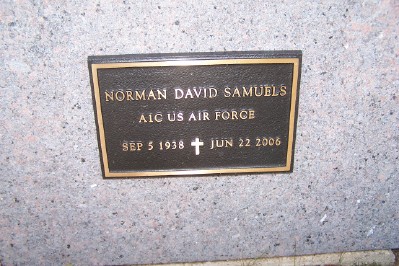 NORMAN DAVID SAMUELS
A1C US AIR FORCE
SEP 5 1938 ✝ JUN 22 2006